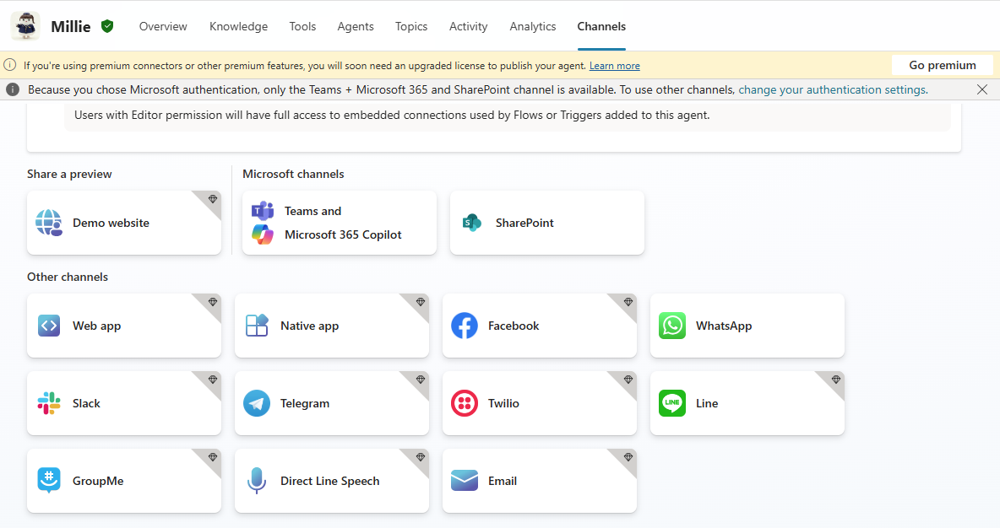 Millie
Overview Knowledge Tools Agents Topics Activity Analytics Channels
If you're using premium connectors or other premium features, you will soon need an upgraded license to publish your agent. Learn more
Go premium
Because you chose Microsoft authentication, only the Teams + Microsoft 365 and SharePoint channel is available. To use other channels, change your authentication settings.
Users with Editor permission will have full access to embedded connections used by Flows or Triggers added to this agent.
Share a preview
Demo website
Microsoft channels
Teams and
Microsoft 365 Copilot
SharePoint
Other channels
Web app
Native app
Facebook
WhatsApp
Slack
Telegram
Twilio
LINE
Line
GroupMe
Direct Line Speech
Email